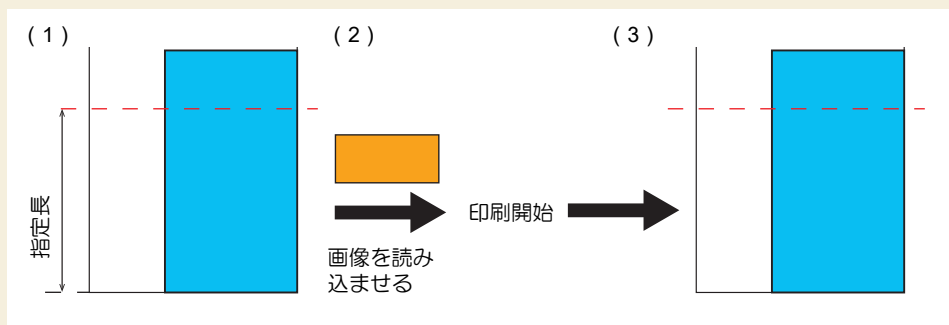 (1)
(2)
(3)
指定長
印刷開始
画像を読み
込ませる